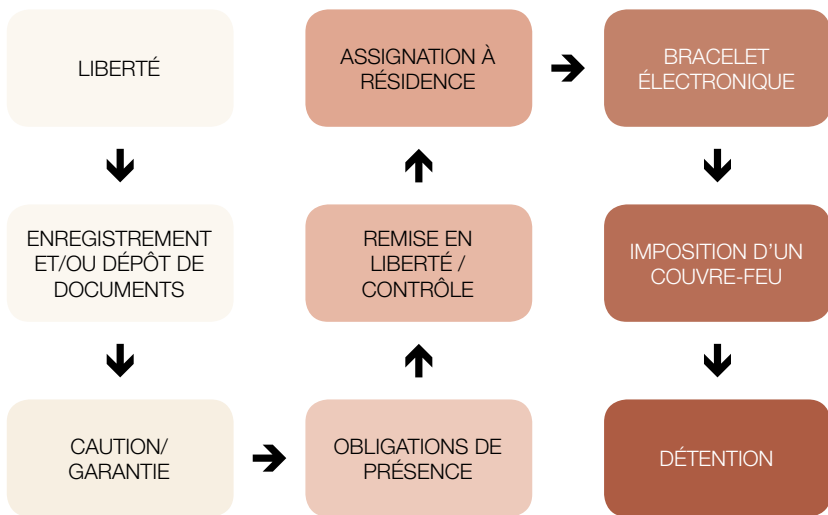 LIBERTÉ
ENREGISTREMENT
ET/OU DÉPÔT DE
DOCUMENTS
CAUTION/
GARANTIE
OBLIGATIONS DE
PRÉSENCE
REMISE EN
LIBERTÉ /
CONTRÔLE
ASSIGNATION À
RÉSIDENCE
BRACELET
ÉLECTRONIQUE
IMPOSITION D’UN
COUVRE-FEU
DÉTENTION